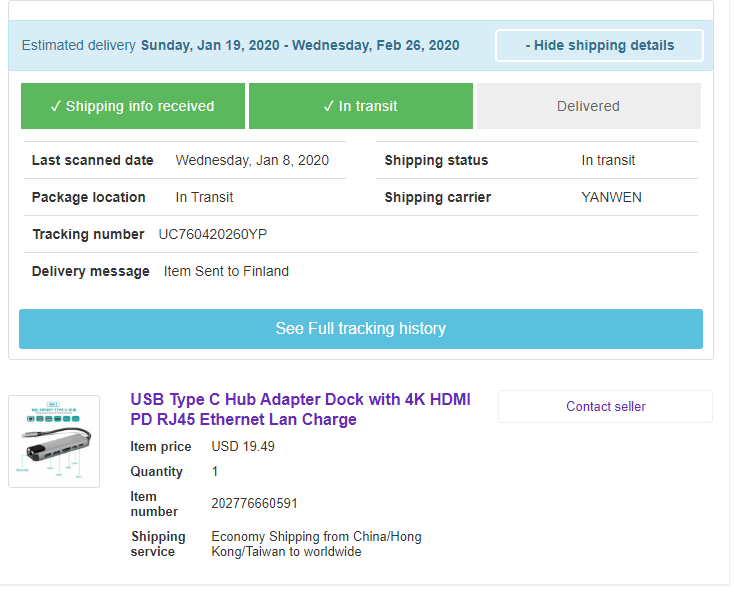 Estimated delivery Sunday, Jan 19, 2020 - Wednesday, Feb 26, 2020
- Hide shipping details
✓ Shipping info received
✓ In transit
Delivered
Last scanned date Wednesday, Jan 8, 2020
Shipping status In transit
Package location In Transit
Shipping carrier YANWEN
Tracking number UC760420260YP
Delivery message Item Sent to Finland
See Full tracking history
USB Type C Hub Adapter Dock with 4K HDMI
PD RJ45 Ethernet Lan Charge
Contact seller
Item price USD 19.49
Quantity 1
Item
number 202776660591
Shipping
service Economy Shipping from China/Hong
Kong/Taiwan to worldwide